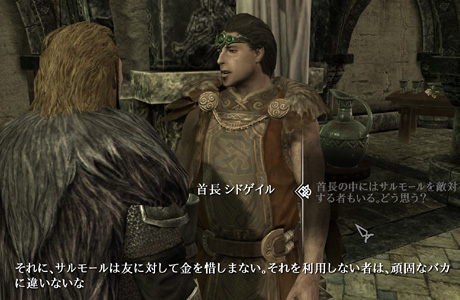 首長 シドゲイル
首長の中にはサルモールを敵対
する者もいる。どう思う？
それに、サルモールは友に対して金を惜しまない。それを利用しない者は、頑固なバカ
に違いないな